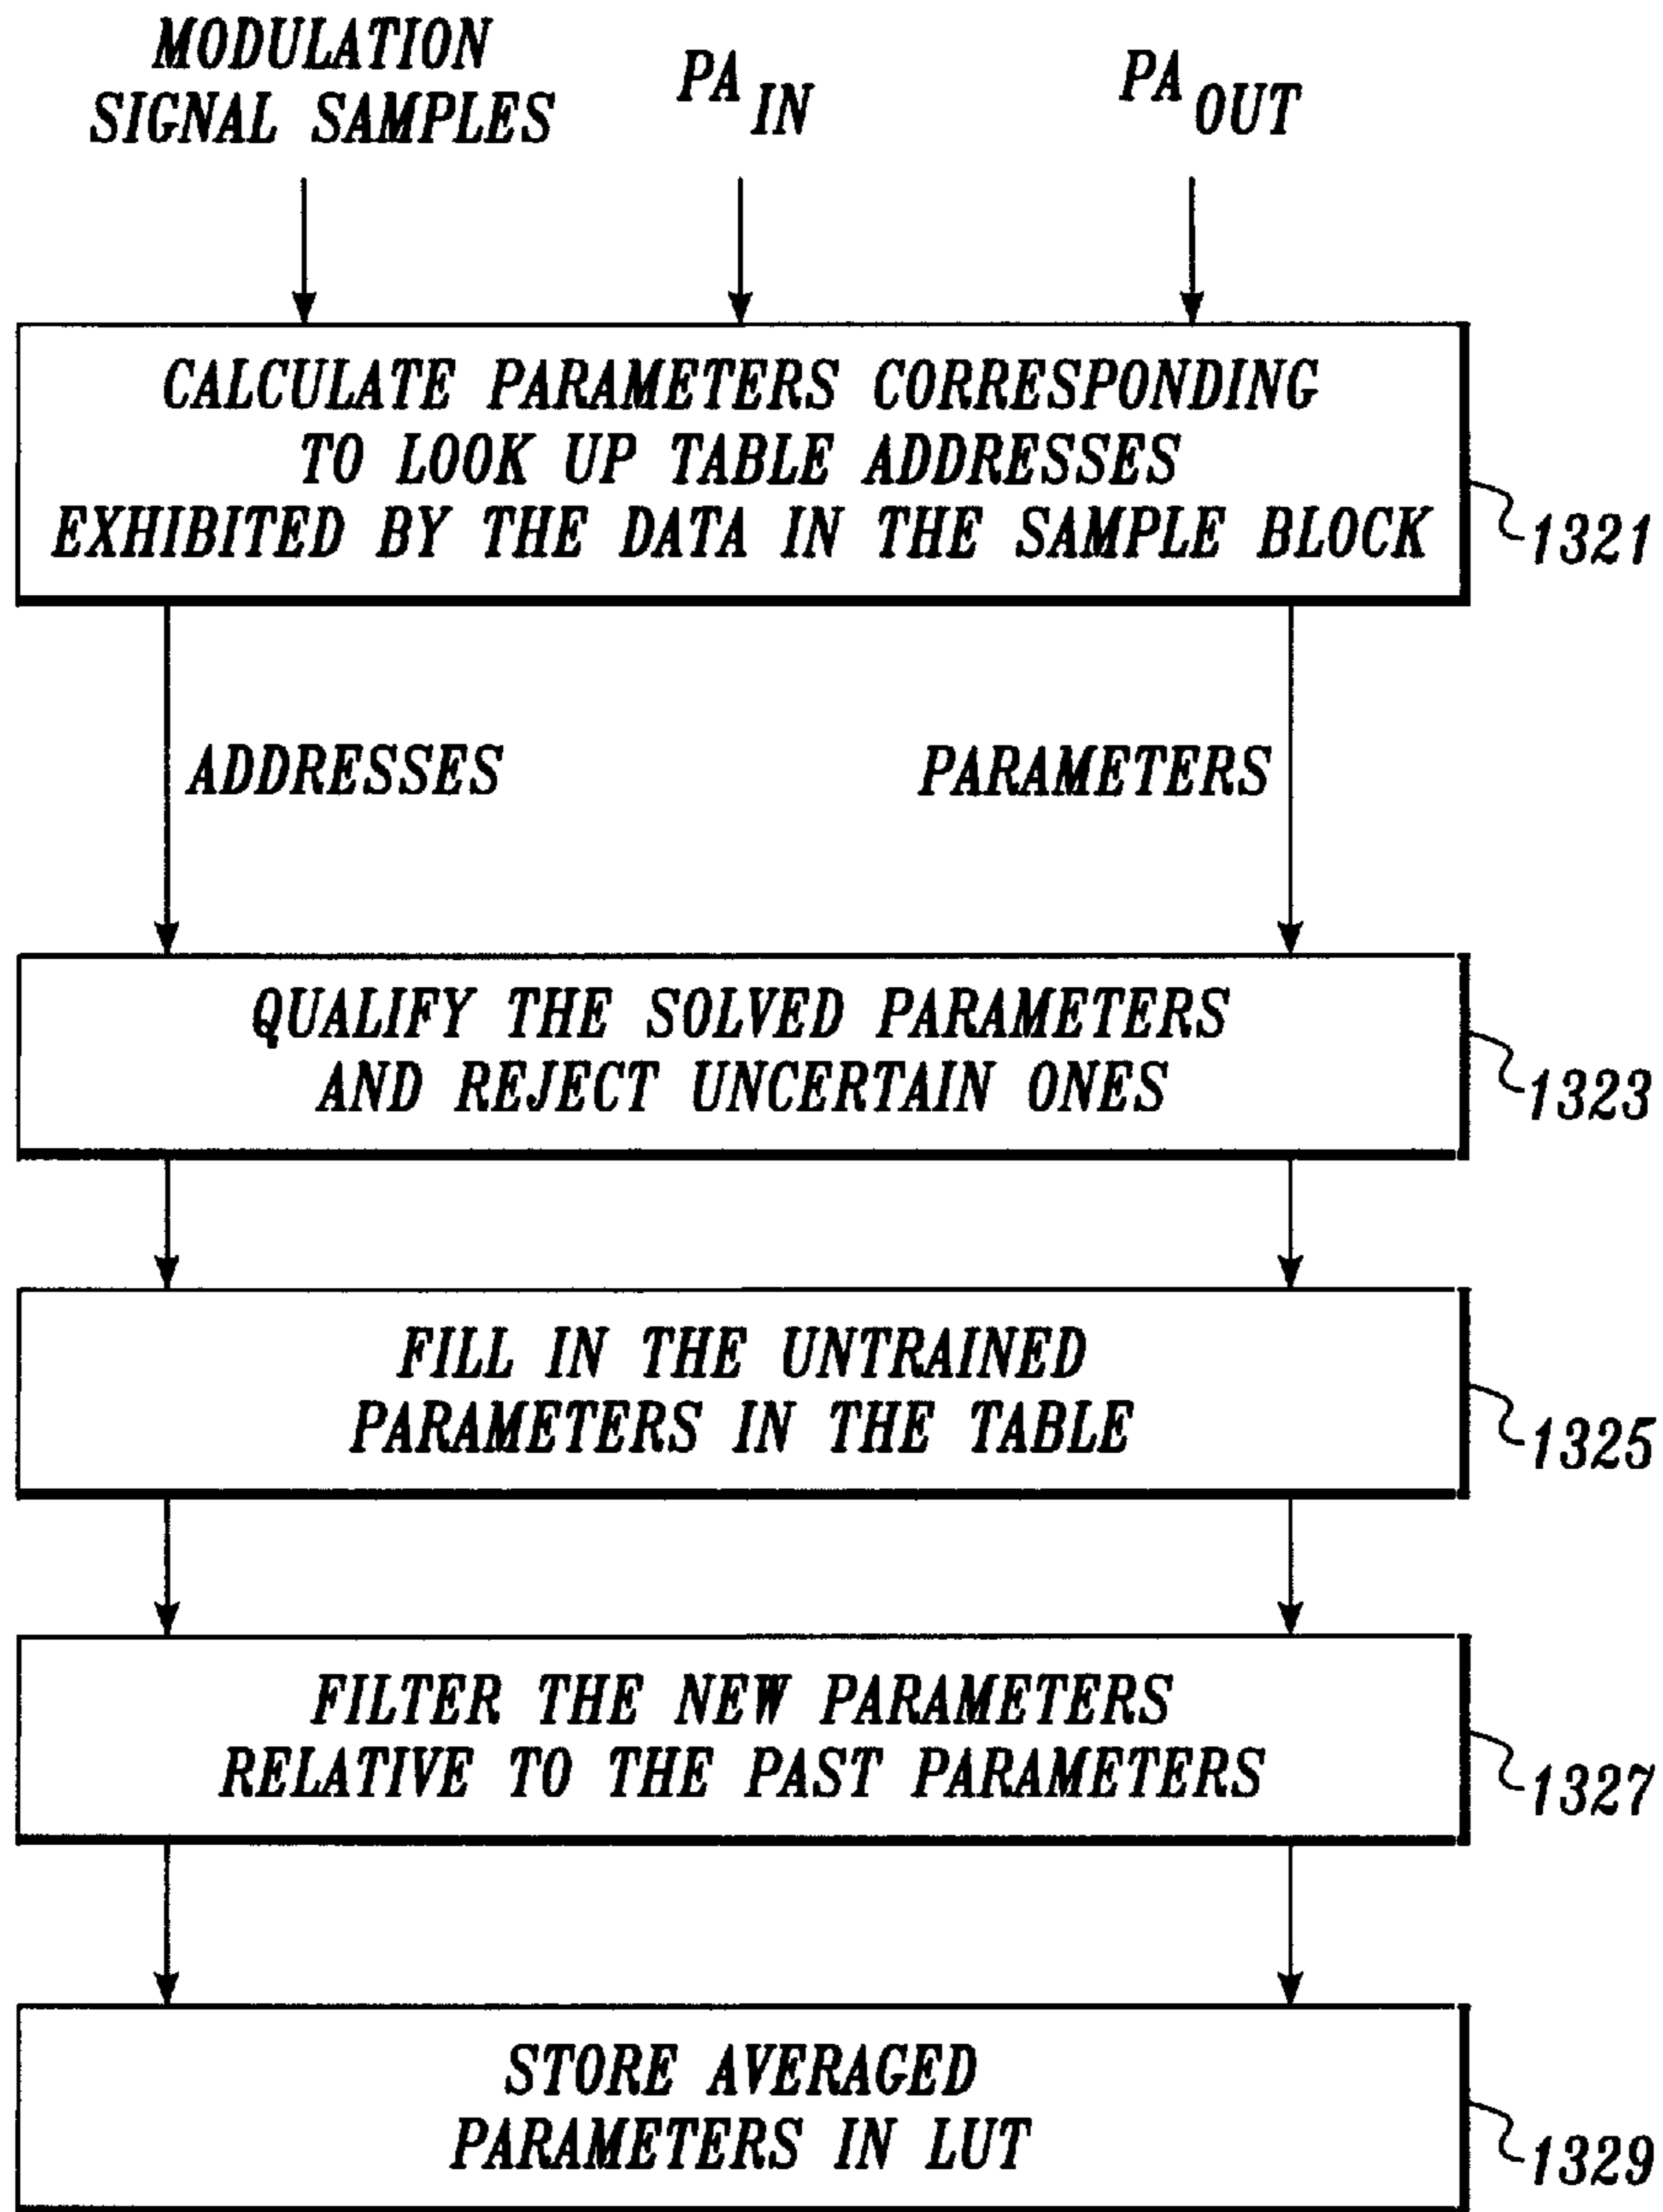 MODULATION
SIGNAL SAMPLES
PA IN
PA OUT
CALCULATE PARAMETERS CORRESPONDING
TO LOOK UP TABLE ADDRESSES
EXHIBITED BY THE DATA IN THE SAMPLE BLOCK
1321
ADDRESSES
PARAMETERS
QUALIFY THE SOLVED PARAMETERS
AND REJECT UNCERTAIN ONES
1323
FILL IN THE UNTRAINED
PARAMETERS IN THE TABLE
1325
FILTER THE NEW PARAMETERS
RELATIVE TO THE PAST PARAMETERS
1327
STORE AVERAGED
PARAMETERS IN LUT
1329